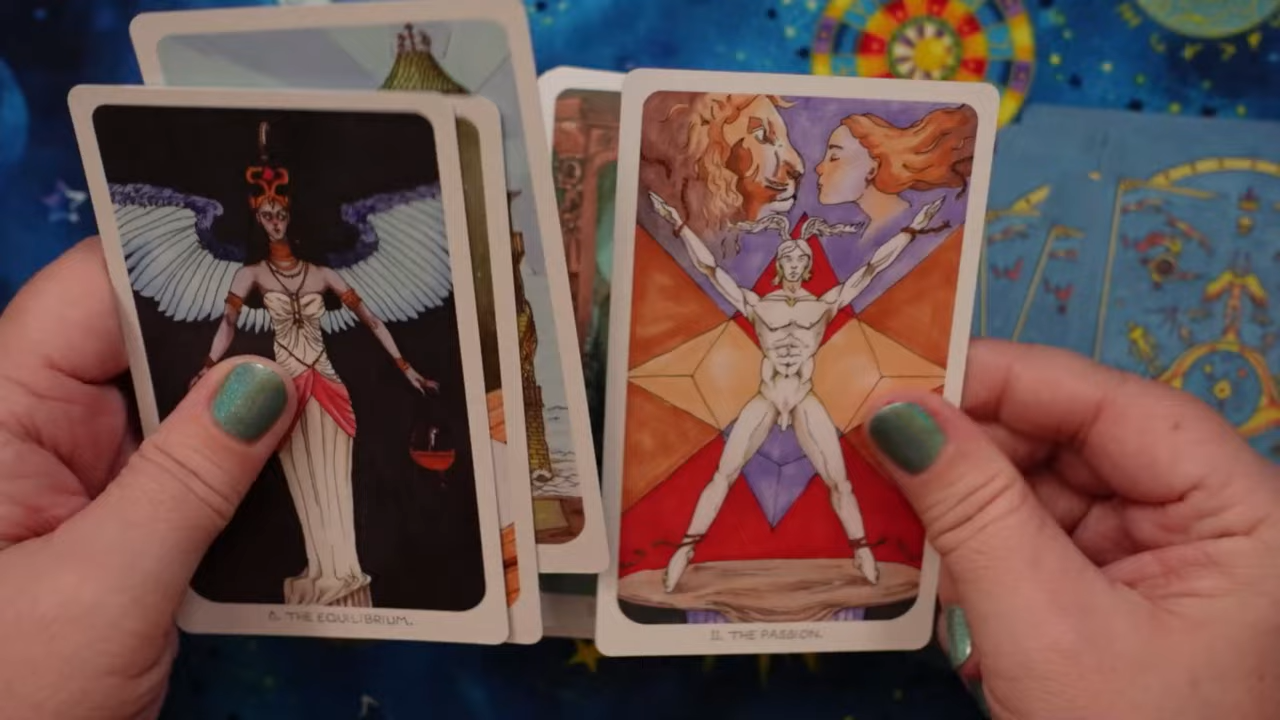 8. THE EQUILIBRIUM.
11. THE PASSION.